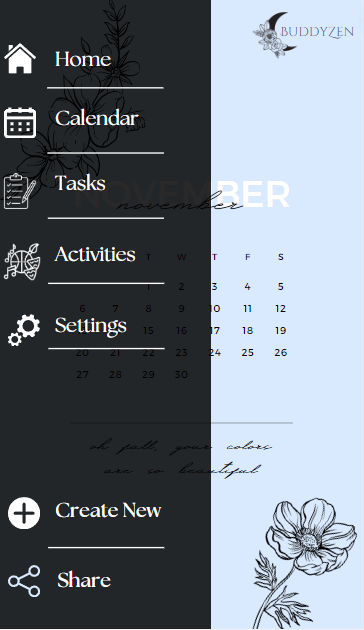 BUDDYZEN
Home
Calendar
Tasks
NOVEMBER
november
Activities
T W T F S
1 2 3 4 5
6 7 8 9 10 11 12
Settings
15 16 17 18 19
20 21 22 23 24 25 26
27 28 29 30
oh fall, your colors
are so beautiful
Create New
Share